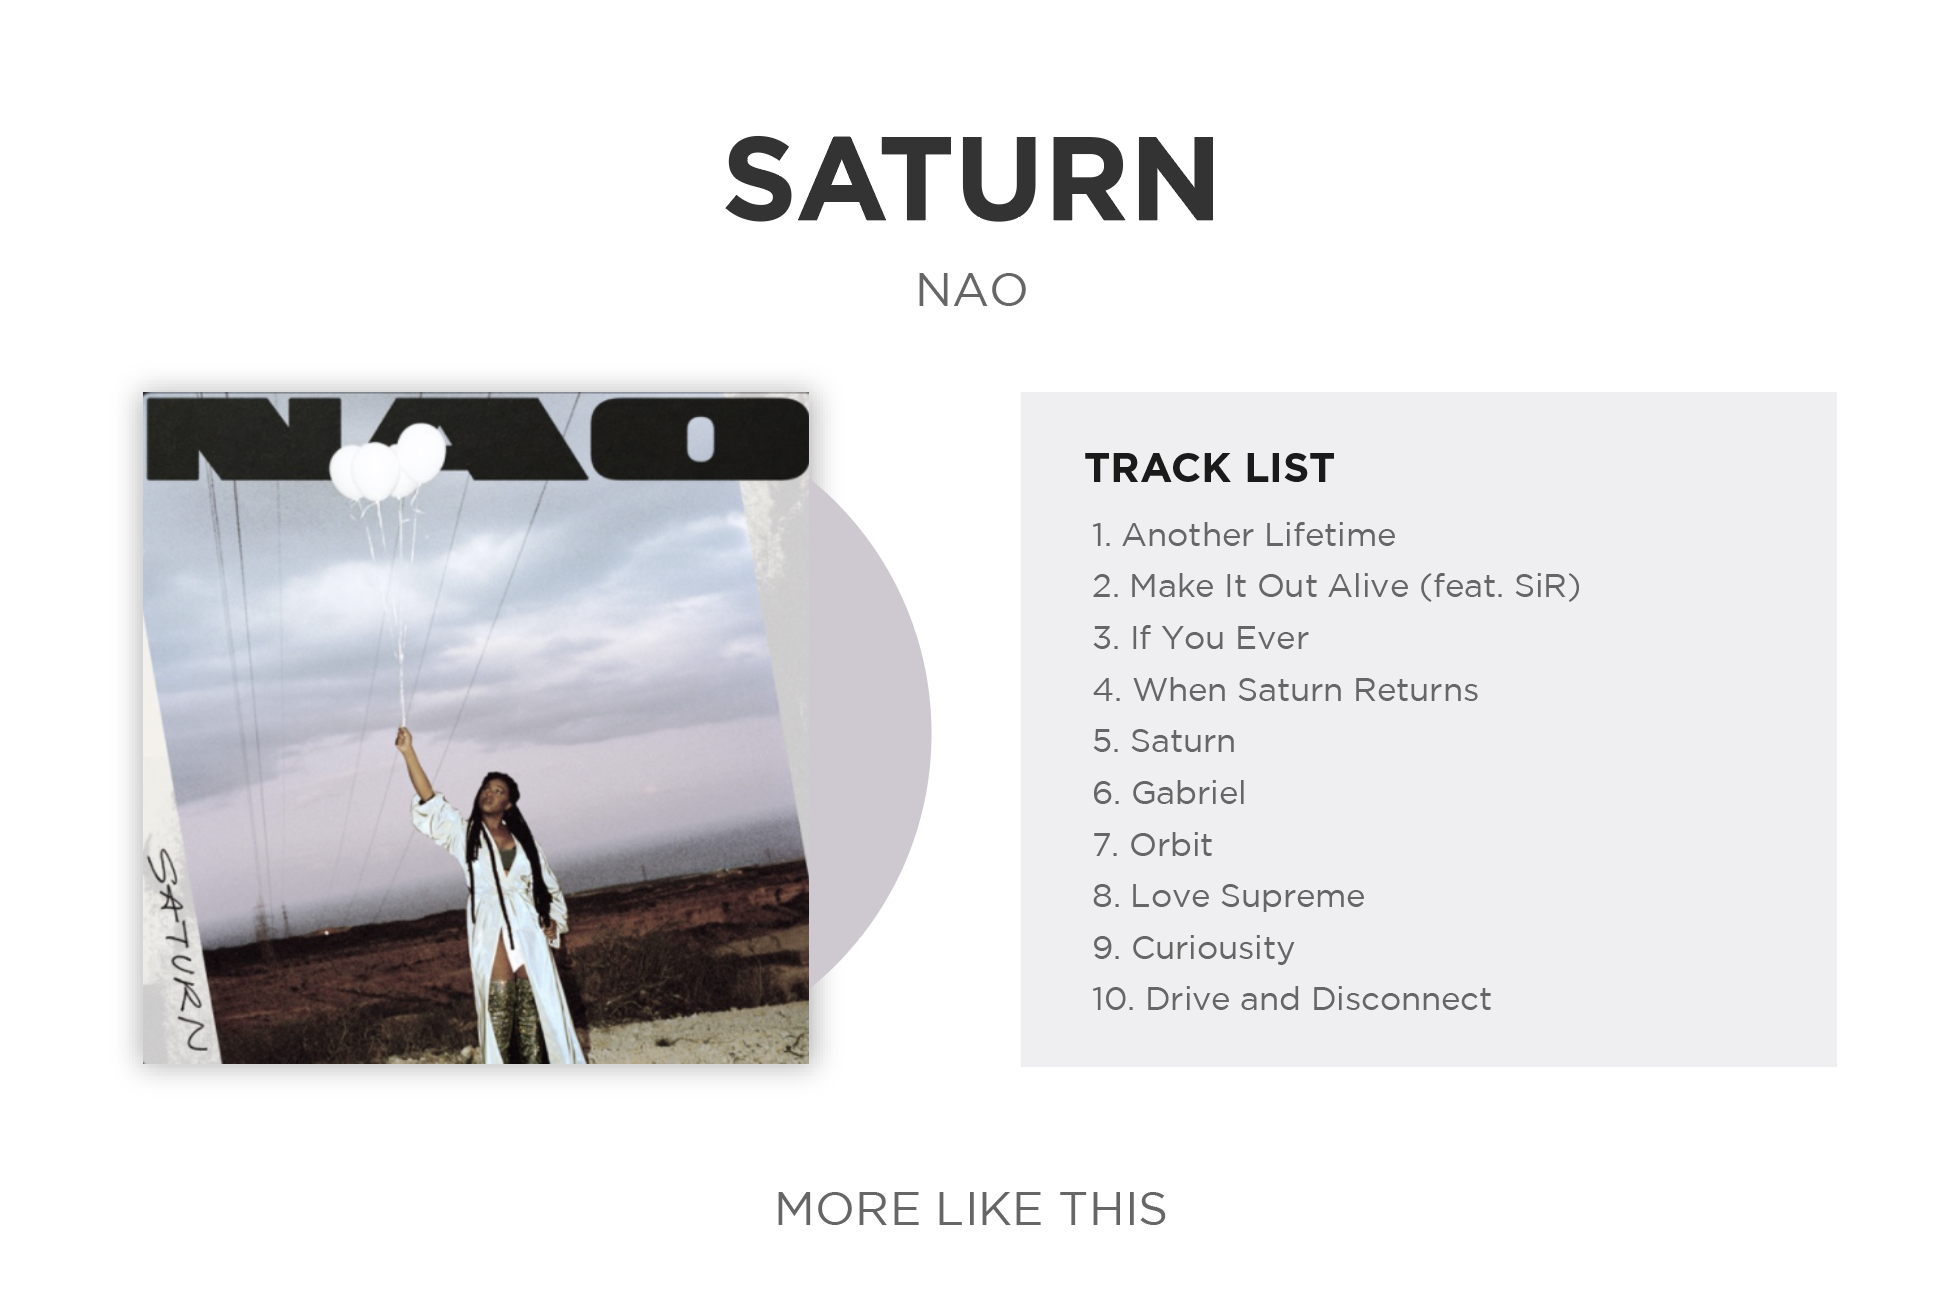 SATURN
NAO
NAO
SATURN
TRACK LIST
1. Another Lifetime
2. Make It Out Alive (feat. SiR)
3. If You Ever
4. When Saturn Returns
5. Saturn
6. Gabriel
7. Orbit
8. Love Supreme
9. Curiousity
10. Drive and Disconnect
MORE LIKE THIS